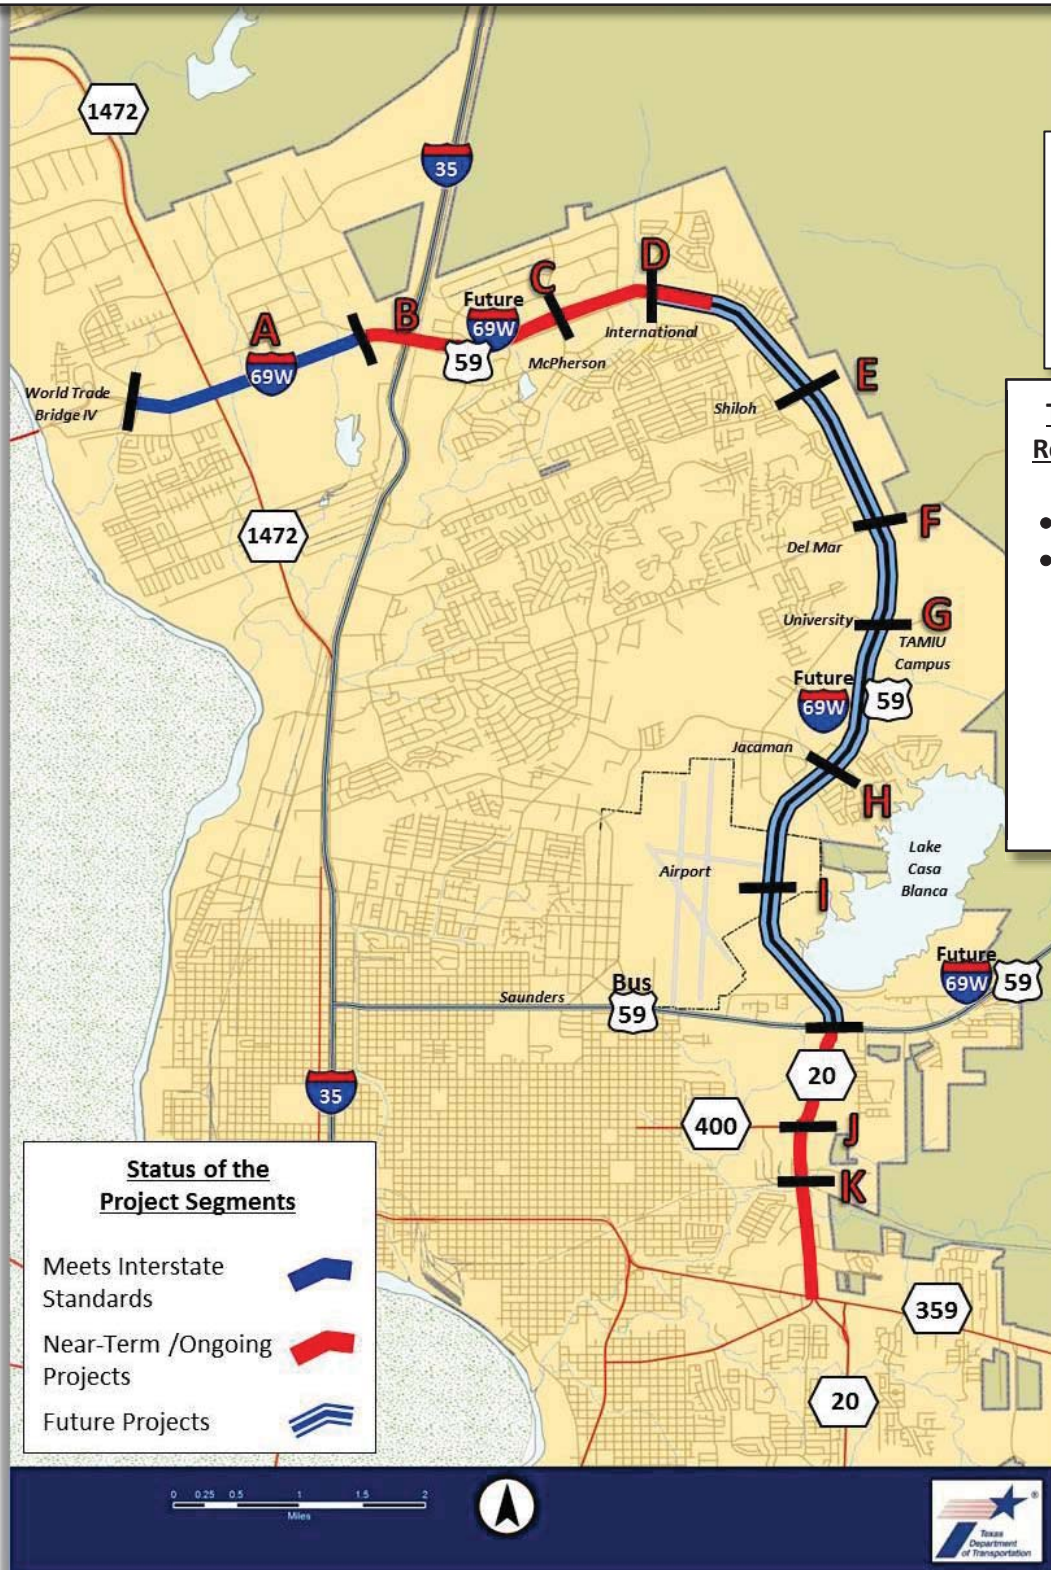 1472
35
D
C
Future
69W
B
International
A
59
McPherson
69W
World Trade
Bridge IV
E
Shiloh
1472
F
Del Mar
G
University
TAMIU
Campus
Future
69W
59
Jacaman
H
Lake
Casa
Blanca
Airport
I
Future
69W
59
Saunders
Bus
59
20
35
400
J
K
Status of the
Project Segments
Meets Interstate
Standards
Near-Term /Ongoing
Projects
Future Projects
359
20
0 0.25 0.5 1 1.5 2
Miles
Texas
Department
of Transportation